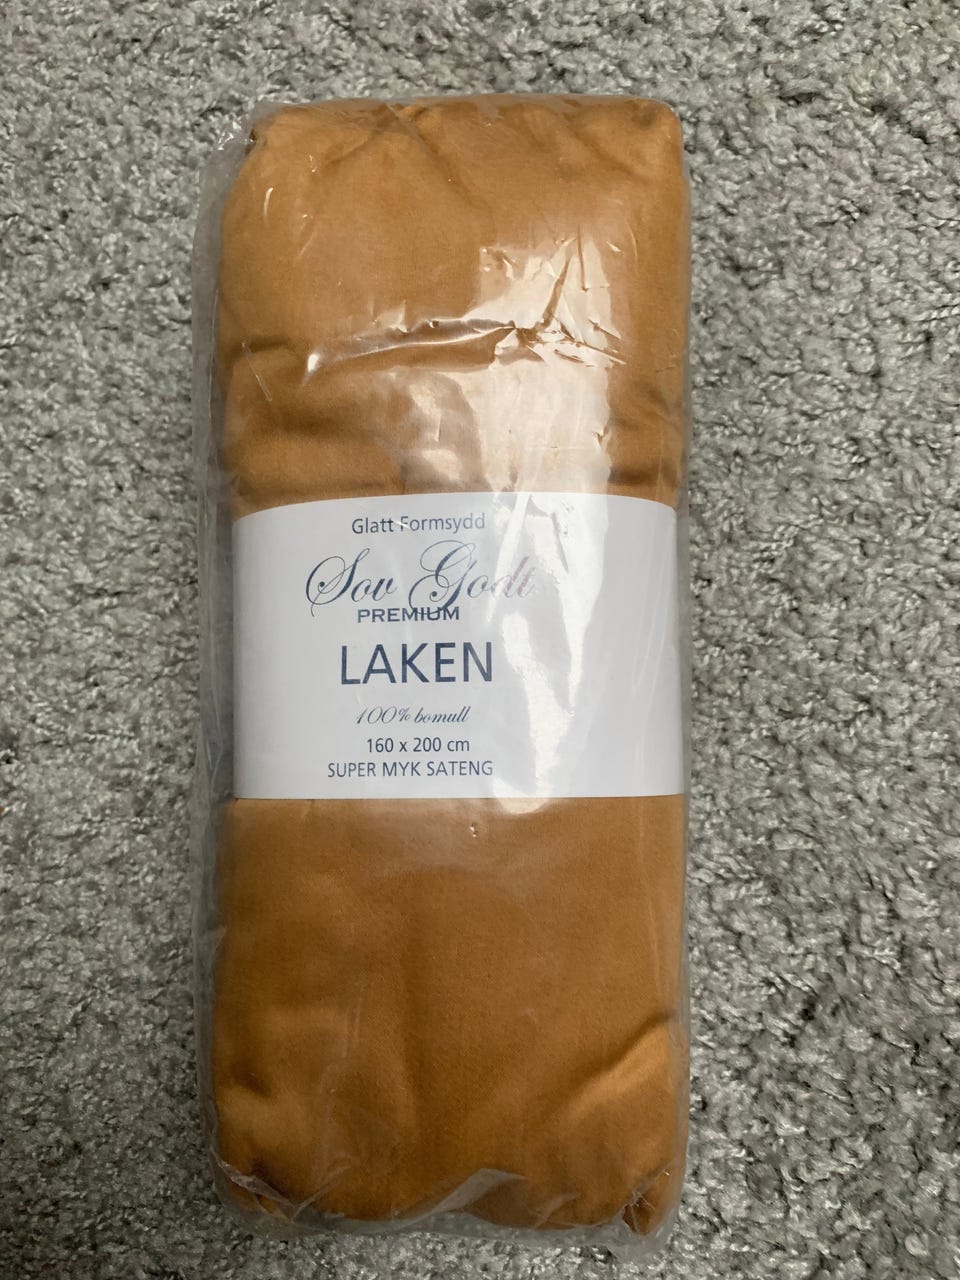 Glatt Formsydd
Sov Godt
PREMIUM
LAKEN
100% bomull
160 x 200 cm
SUPER MYK SATENG